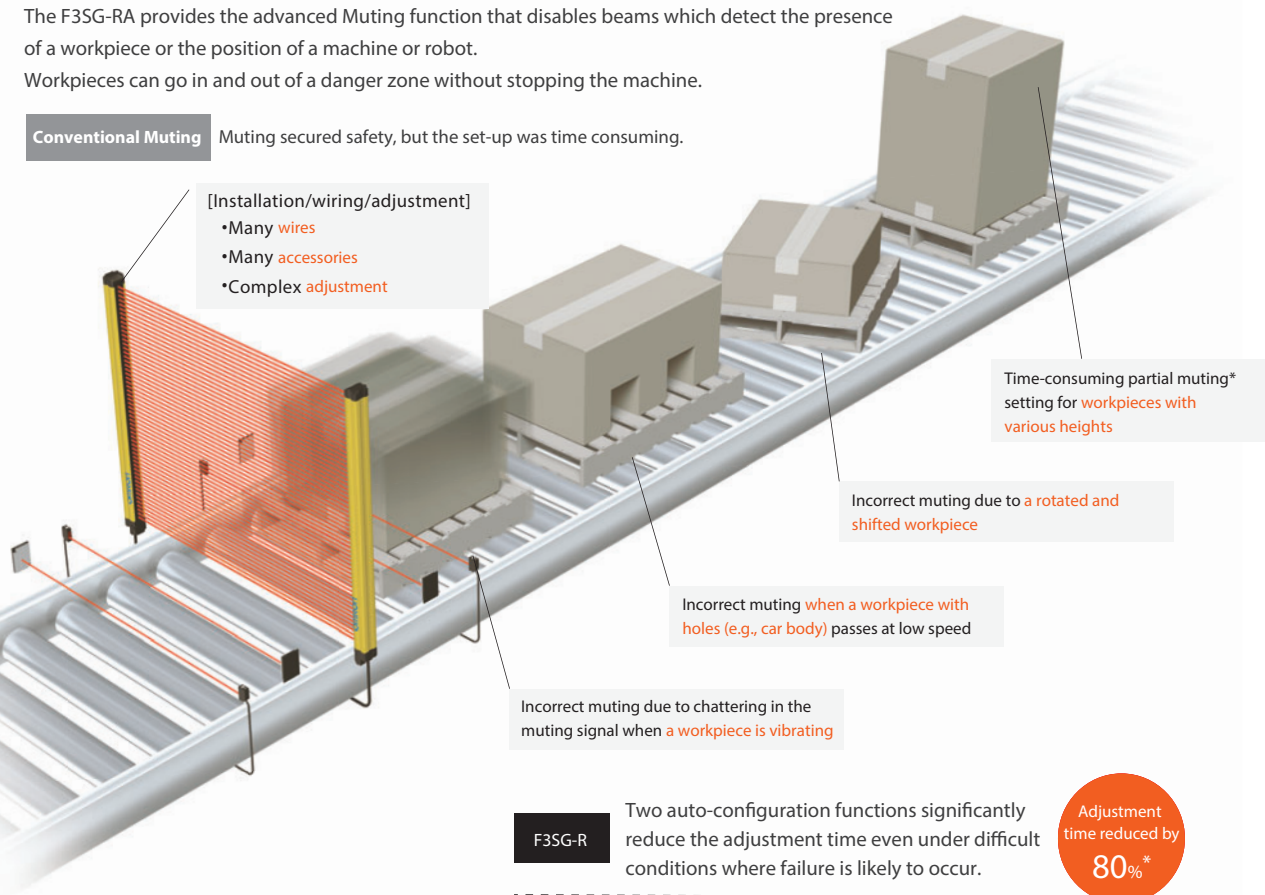 The F3SG-RA provides the advanced Muting function that disables beams which detect the presence
of a workpiece or the position of a machine or robot.
Workpieces can go in and out of a danger zone without stopping the machine.
Conventional Muting Muting secured safety, but the set-up was time consuming.
[Installation/wiring/adjustment]
•Many wires
•Many accessories
•Complex adjustment
Time-consuming partial muting*
setting for workpieces with
various heights
Incorrect muting due to a rotated and
shifted workpiece
Incorrect muting when a workpiece with
holes (e.g., car body) passes at low speed
Incorrect muting due to chattering in the
muting signal when a workpiece is vibrating
F3SG-R
Two auto-configuration functions significantly
reduce the adjustment time even under difficult
conditions where failure is likely to occur.
Adjustment
time reduced by
80%*